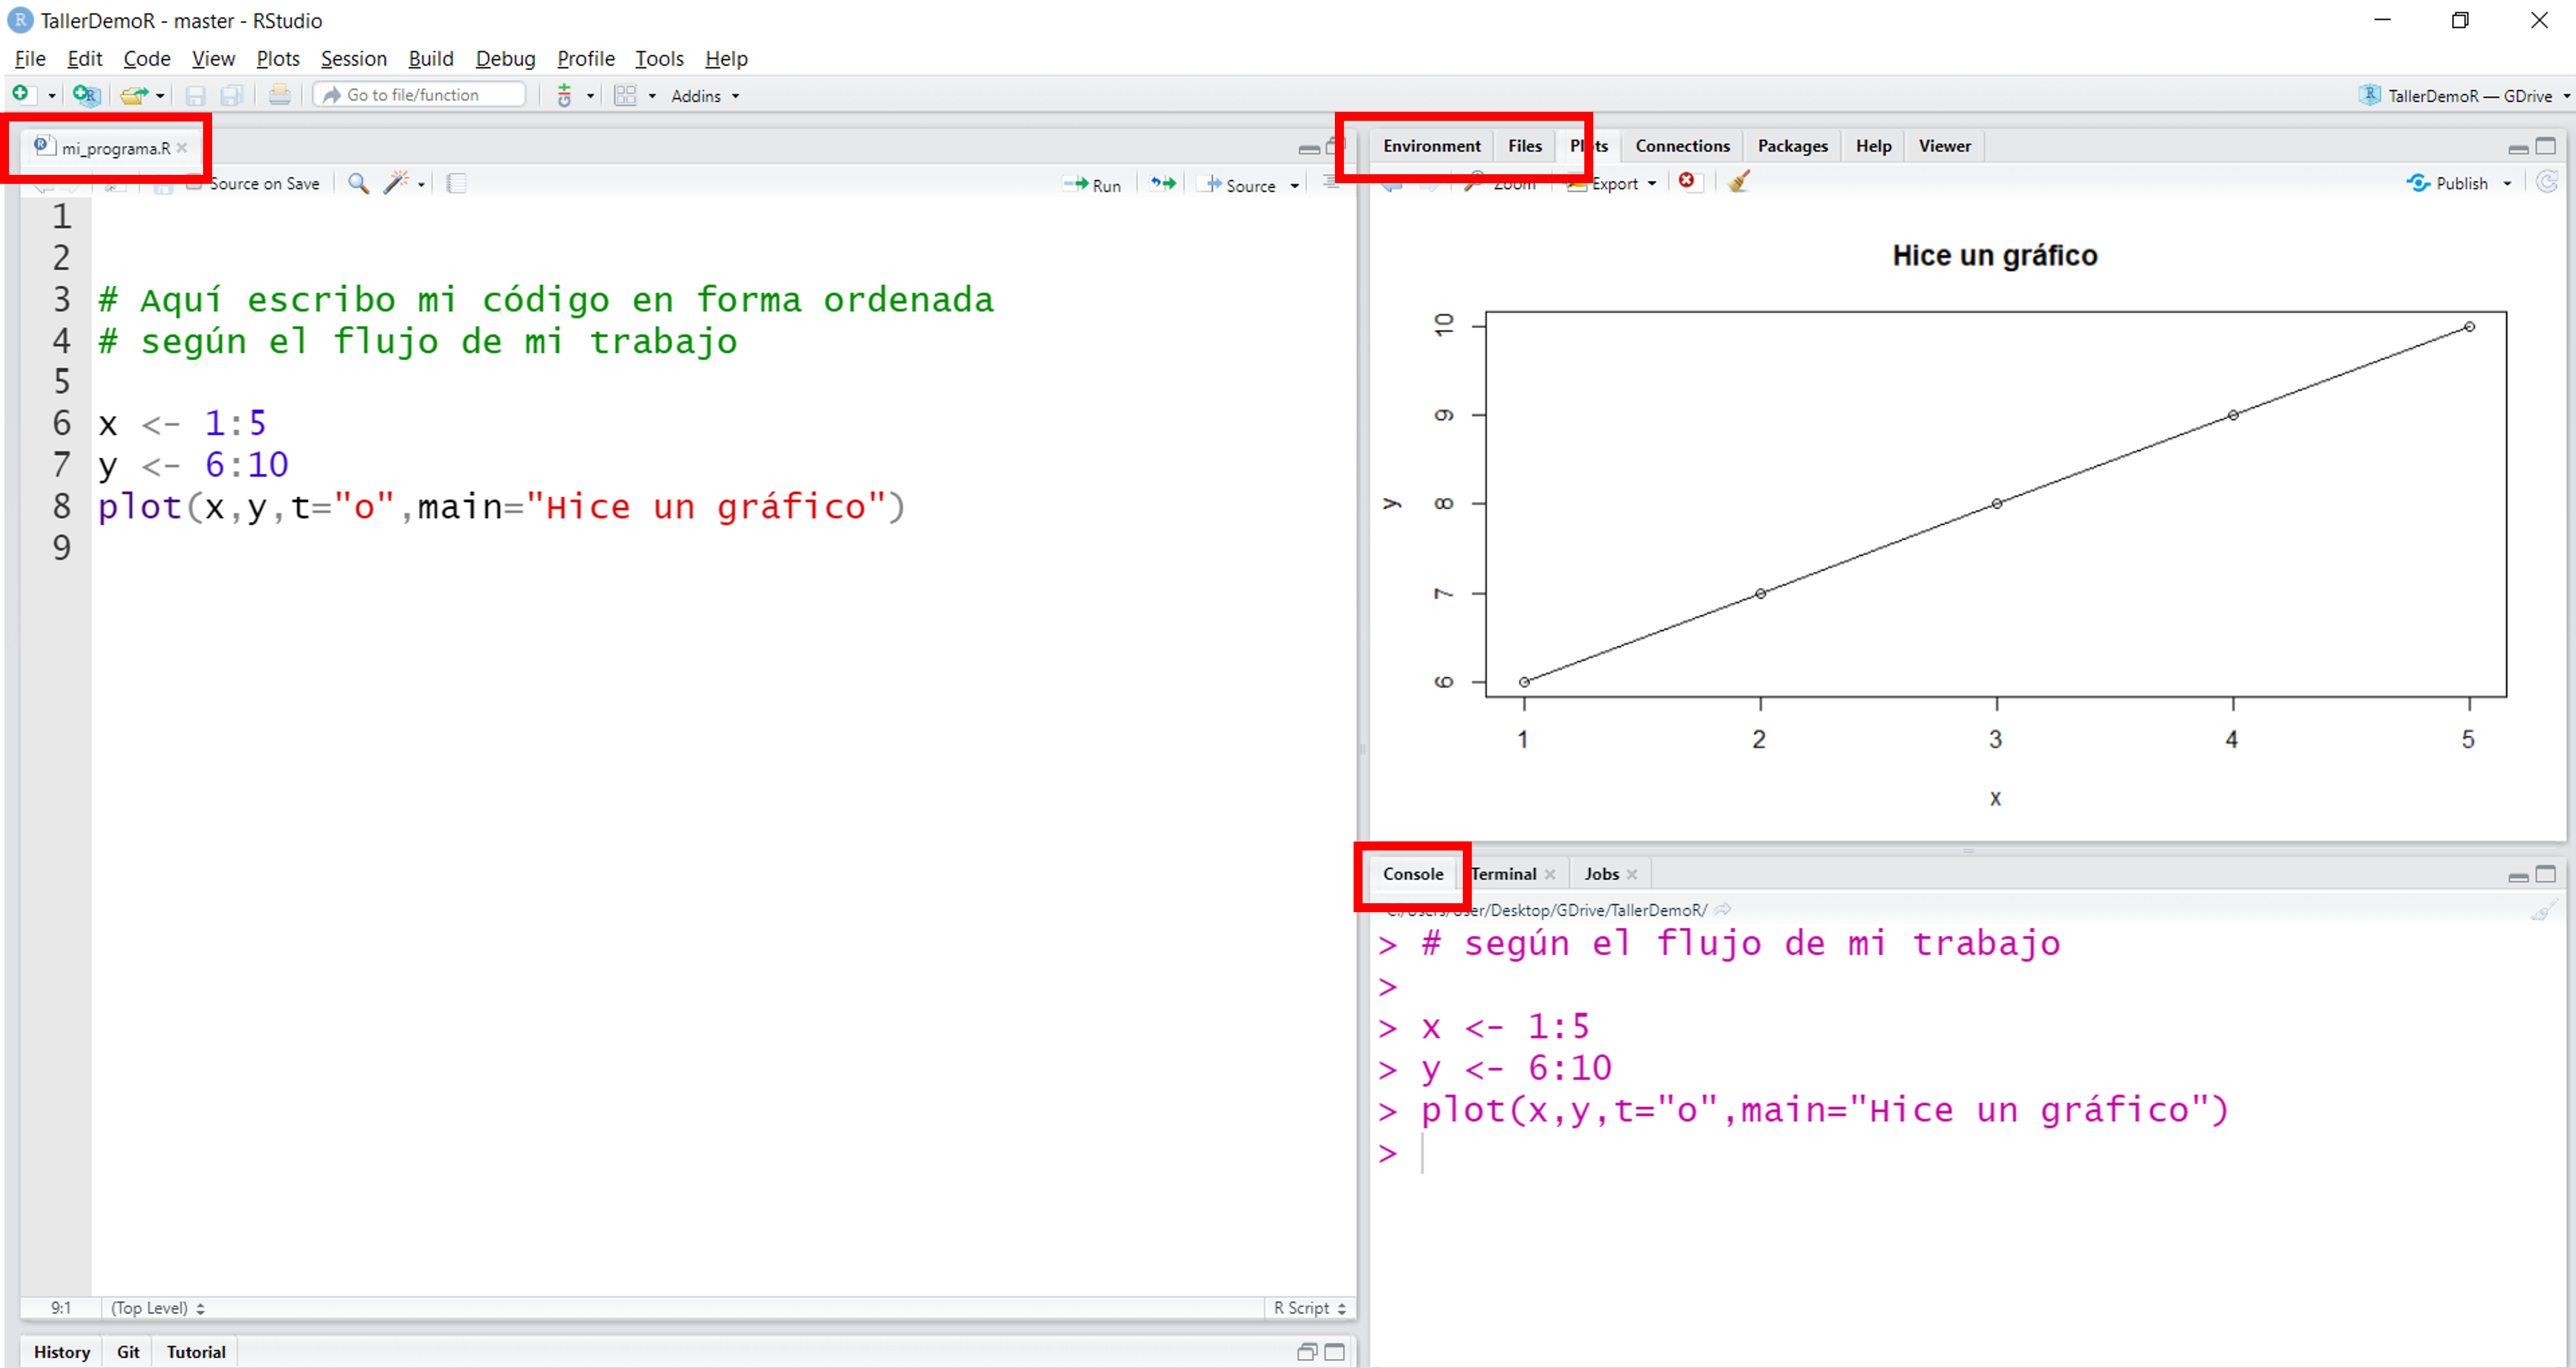 TallerDemoR - master - RStudio
File Edit Code View Plots Session Build Debug Profile Tools Help
Go to file/function Addins TallerDemoR — GDrive
mi_programa.R
Source on Save Run Source
1
2
3 # Aquí escribo mi código en forma ordenada
4 # según el flujo de mi trabajo
5
6 x <- 1:5
7 y <- 6:10
8 plot(x,y,t="o",main="Hice un gráfico")
9
9:1 (Top Level) R Script
History Git Tutorial
Environment Files Plots Connections Packages Help Viewer
Zoom Export Publish
Hice un gráfico
10
9
8
7
6
y
1 2 3 4 5
x
Console Terminal Jobs
C:/Users/User/Desktop/GDrive/TallerDemoR/
> # según el flujo de mi trabajo
>
> x <- 1:5
> y <- 6:10
> plot(x,y,t="o",main="Hice un gráfico")
>